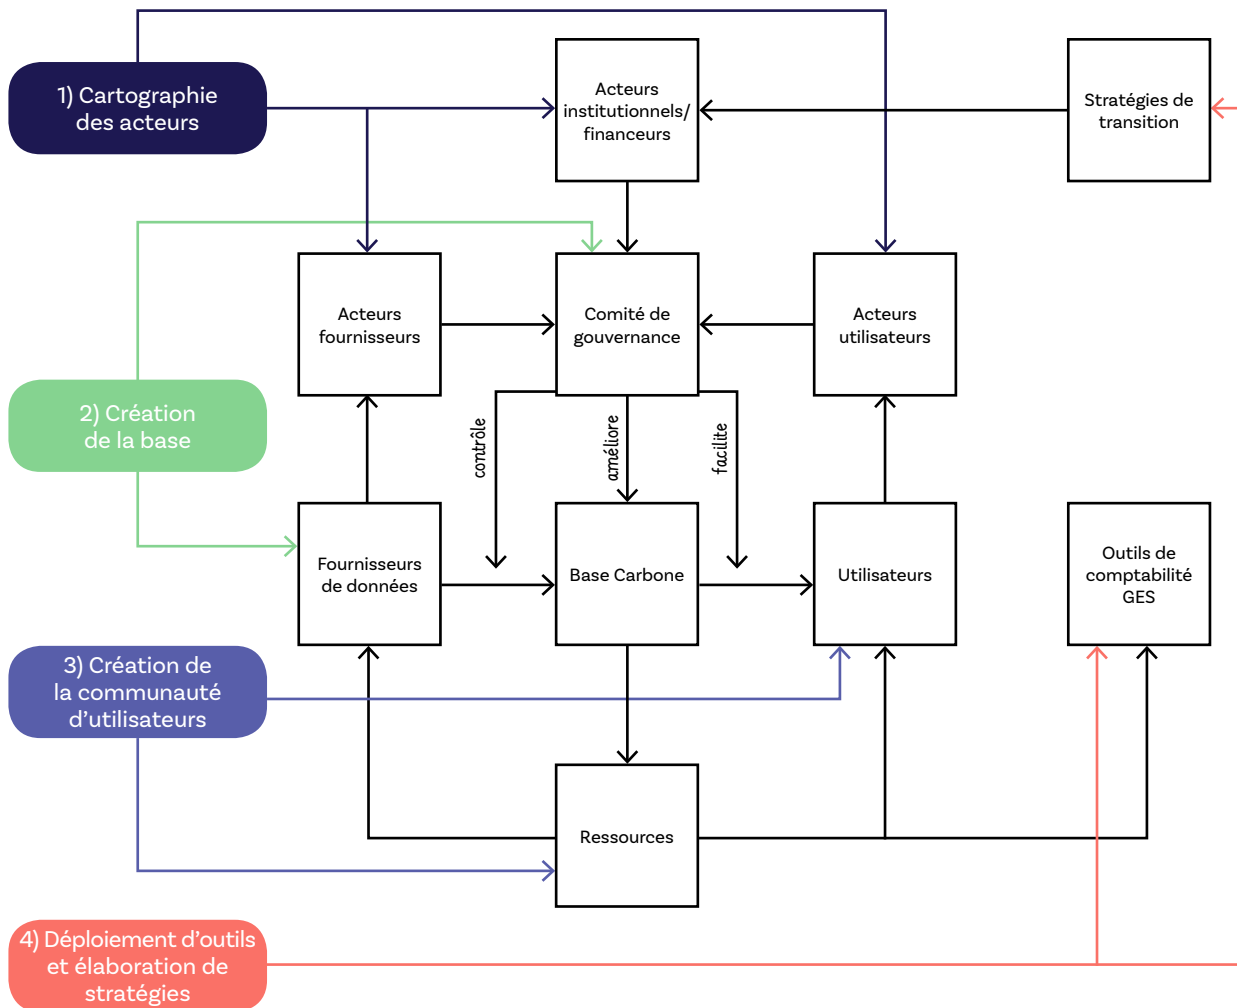 1) Cartographie
des acteurs
Acteurs
institutionnels/
financeurs
Stratégies de
transition
Acteurs
fournisseurs
Comité de
gouvernance
Acteurs
utilisateurs
2) Création
de la base
contrôle
améliore
facilite
Fournisseurs
de données
Base Carbone
Utilisateurs
Outils de
comptabilité
GES
3) Création de
la communauté
d'utilisateurs
Ressources
4) Déploiement d'outils
et élaboration de
stratégies